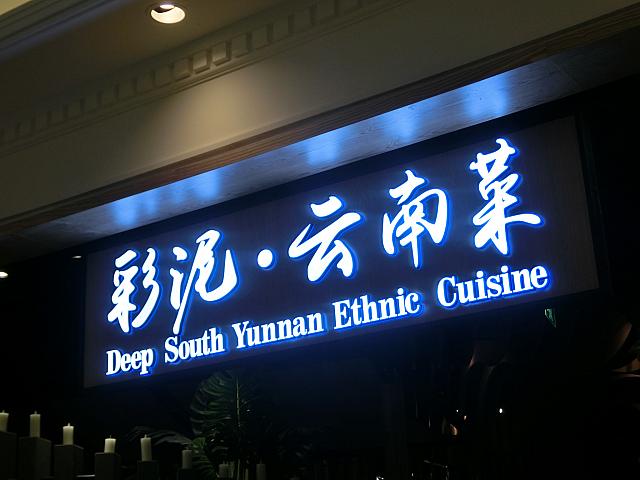 彩泥·云南菜
Deep South Yunnan Ethnic Cuisine